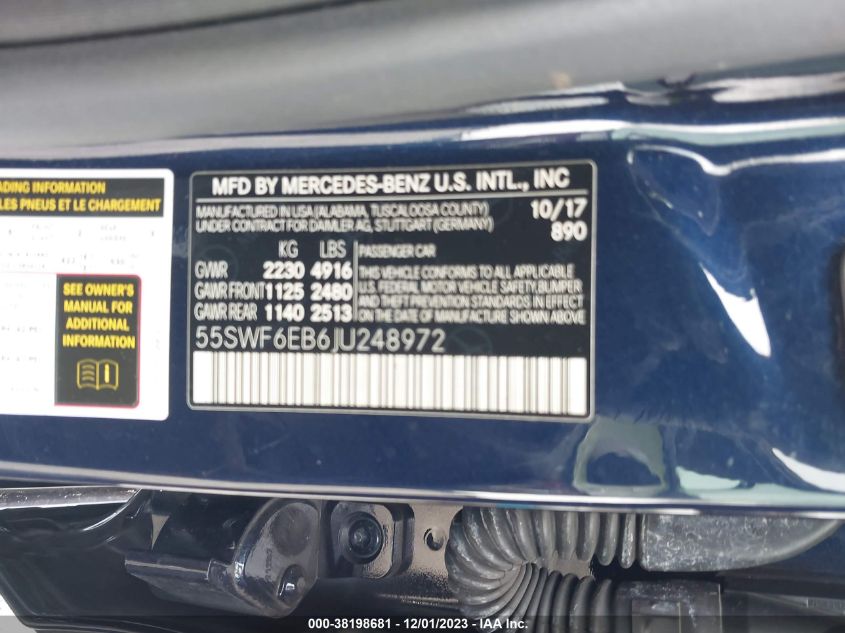 ADING INFORMATION
LES PNEUS ET LE CHARGEMENT
SEE OWNER'S
MANUAL FOR
ADDITIONAL
INFORMATION
MFD BY MERCEDES-BENZ U.S. INTL., INC
MANUFACTURED IN USA (ALABAMA, TUSCALOOSA COUNTY) 10/17
UNDER CONTRACT FOR DAIMLER AG, STUTTGART (GERMANY) 890
KG LBS PASSENGER CAR
GVWR 2230 4916 THIS VEHICLE CONFORMS TO ALL APPLICABLE
GAWR FRONT 1125 2480 U.S. FEDERAL MOTOR VEHICLE SAFETY, BUMPER
GAWR REAR 1140 2513 AND THEFT PREVENTION STANDARDS IN EFFECT
ON THE DATE OF MANUFACTURE SHOWN ABOVE
55SWF6EB6JU248972
000-38198681 - 12/01/2023 - IAA Inc.